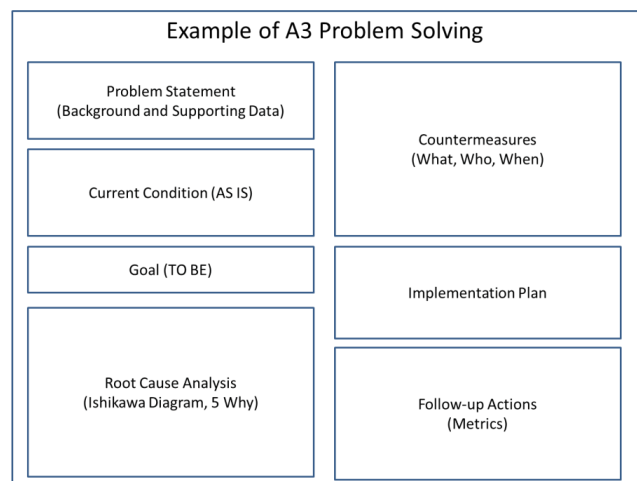 Example of A3 Problem Solving
Problem Statement
(Background and Supporting Data)
Current Condition (AS IS)
Goal (TO BE)
Root Cause Analysis
(Ishikawa Diagram, 5 Why)
Countermeasures
(What, Who, When)
Implementation Plan
Follow-up Actions
(Metrics)